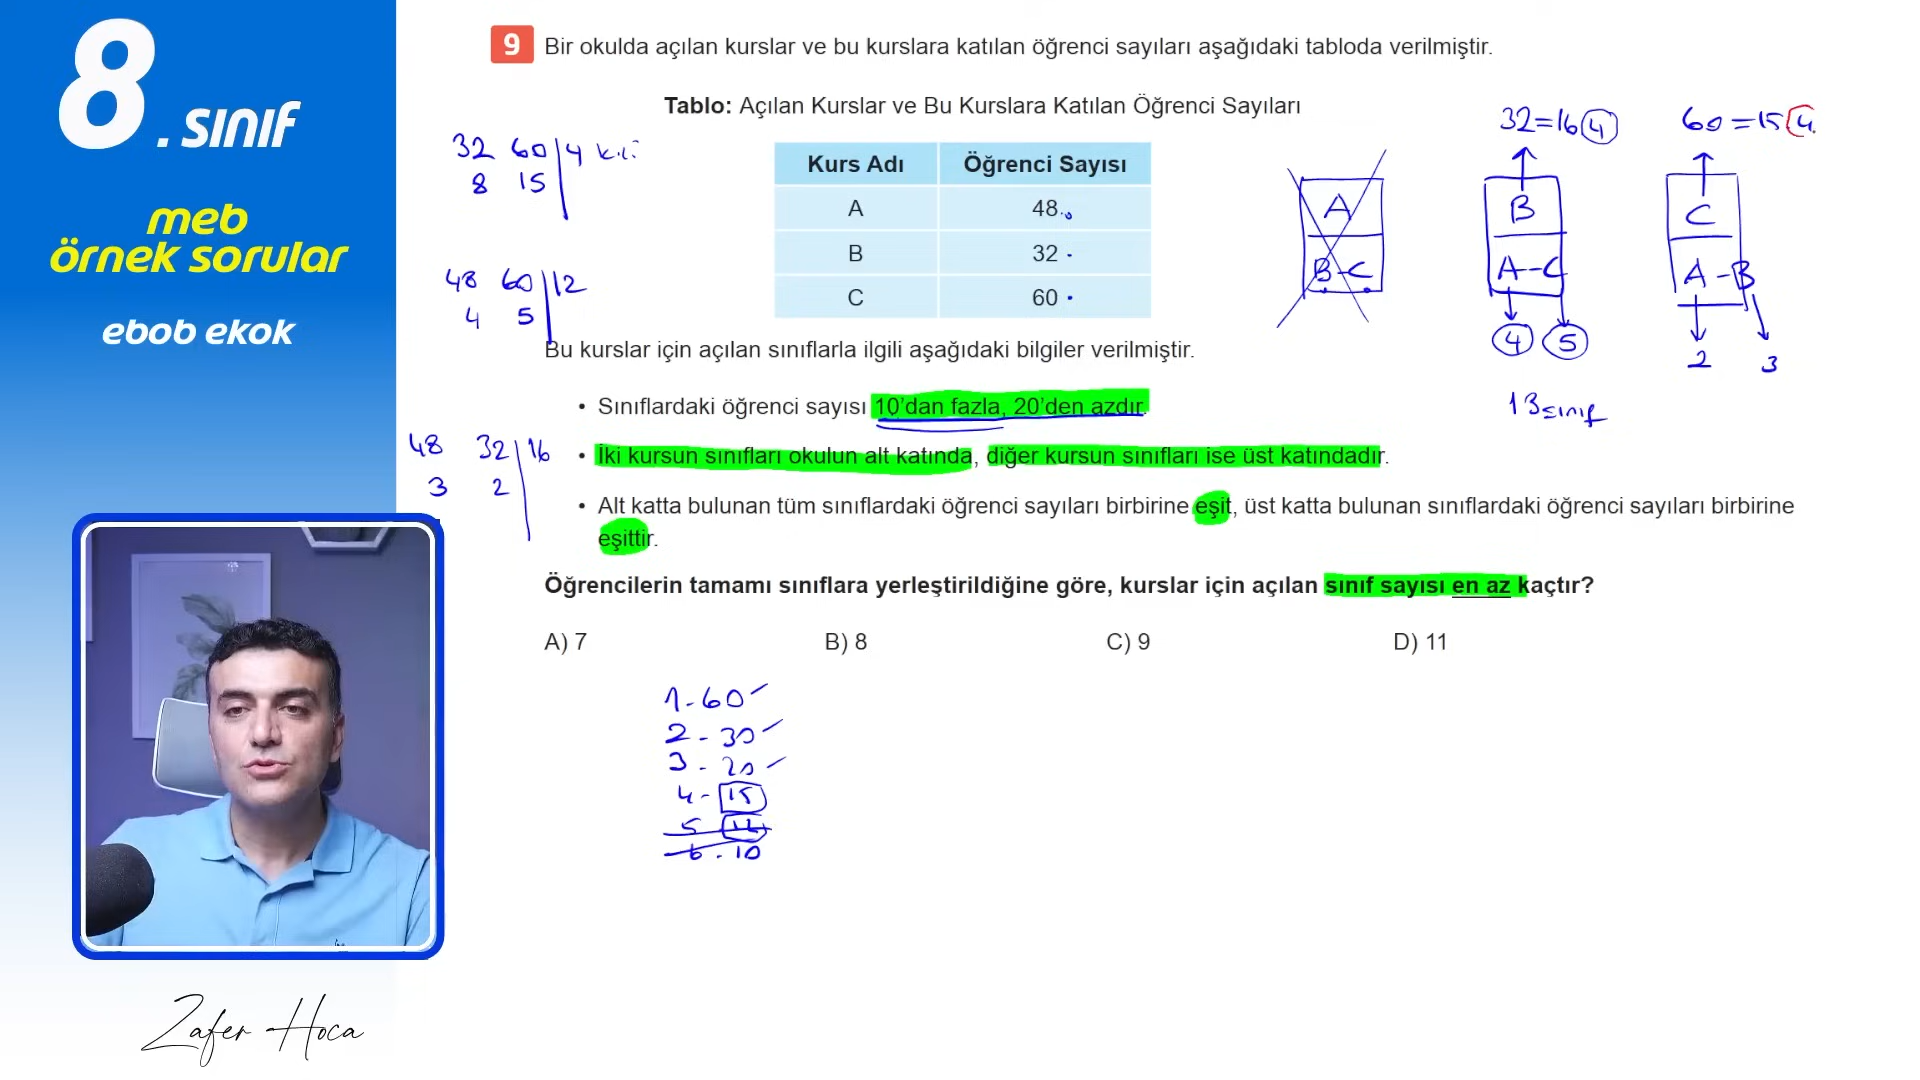 8. sınıf
meb
örnek sorular
ebob ekok
9 Bir okulda açılan kurslar ve bu kurslara katılan öğrenci sayıları aşağıdaki tabloda verilmiştir.
Tablo: Açılan Kurslar ve Bu Kurslara Katılan Öğrenci Sayıları
Kurs Adı Öğrenci Sayısı
A 48
B 32
C 60
32 60 | 4
8 15
48 60 | 12
4 5
A
B-C
32=16 4
B
A-C
4 5
13 sınıf
60=15 4
C
A-B
2 3
Bu kurslar için açılan sınıflarla ilgili aşağıdaki bilgiler verilmiştir.
• Sınıflardaki öğrenci sayısı 10’dan fazla, 20’den azdır.
48 32 | 16
3 2
• İki kursun sınıfları okulun alt katında, diğer kursun sınıfları ise üst katındadır.
• Alt katta bulunan tüm sınıflardaki öğrenci sayıları birbirine eşit, üst katta bulunan sınıflardaki öğrenci sayıları birbirine
eşittir.
Öğrencilerin tamamı sınıflara yerleştirildiğine göre, kurslar için açılan sınıf sayısı en az kaçtır?
A) 7 B) 8 C) 9 D) 11
1-60
2-30
3-20
4-15
5-12
6-10
Zafer Hoca